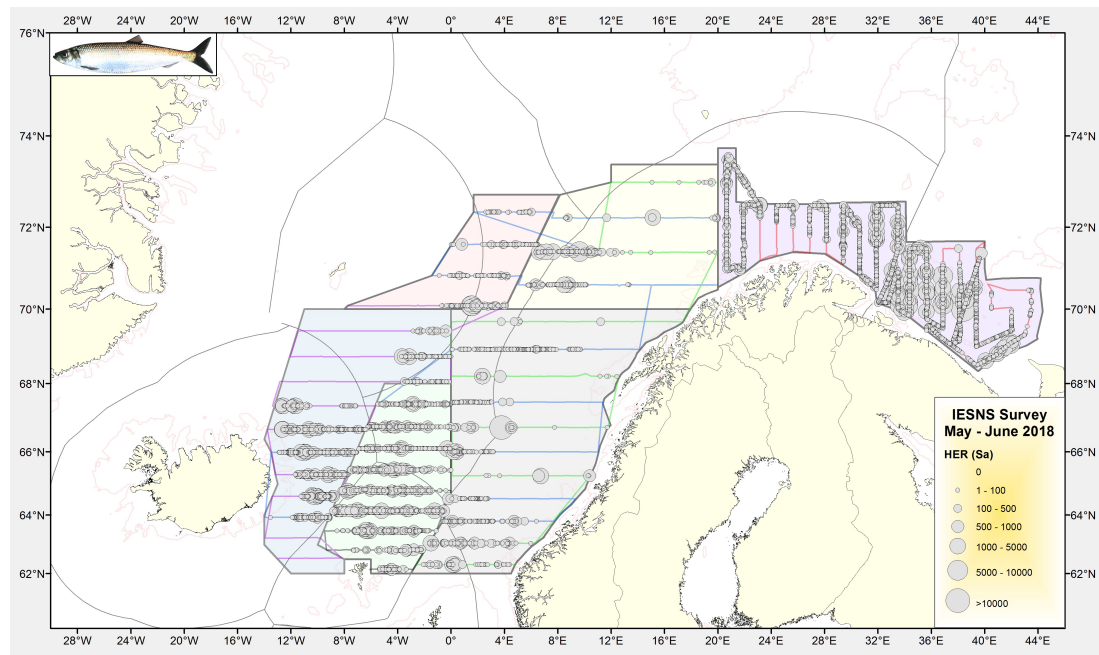 28°W 24°W 20°W 16°W 12°W 8°W 4°W 0° 4°E 8°E 12°E 16°E 20°E 24°E 28°E 32°E 36°E 40°E 44°E
76°N
74°N 74°N
72°N 72°N
70°N 70°N
68°N 68°N
66°N 66°N
64°N 64°N
62°N 62°N
IESNS Survey
May - June 2018
HER (Sa)
0
1 - 100
100 - 500
500 - 1000
1000 - 5000
5000 - 10000
>10000
28°W 24°W 20°W 16°W 12°W 8°W 4°W 0° 4°E 8°E 12°E 16°E 20°E 24°E 28°E 32°E 36°E 40°E 44°E